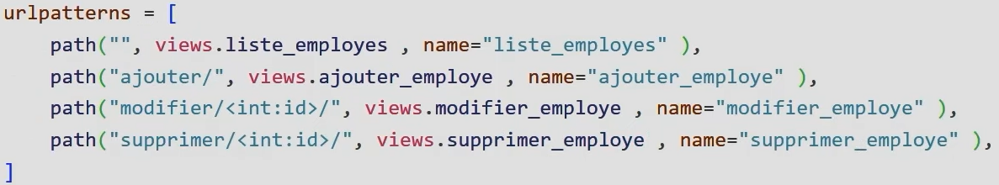 urlpatterns = [
    path("", views.liste_employes , name="liste_employes" ),
    path("ajouter/", views.ajouter_employe , name="ajouter_employe" ),
    path("modifier/<int:id>/", views.modifier_employe , name="modifier_employe" ),
    path("supprimer/<int:id>/", views.supprimer_employe , name="supprimer_employe" ),
]